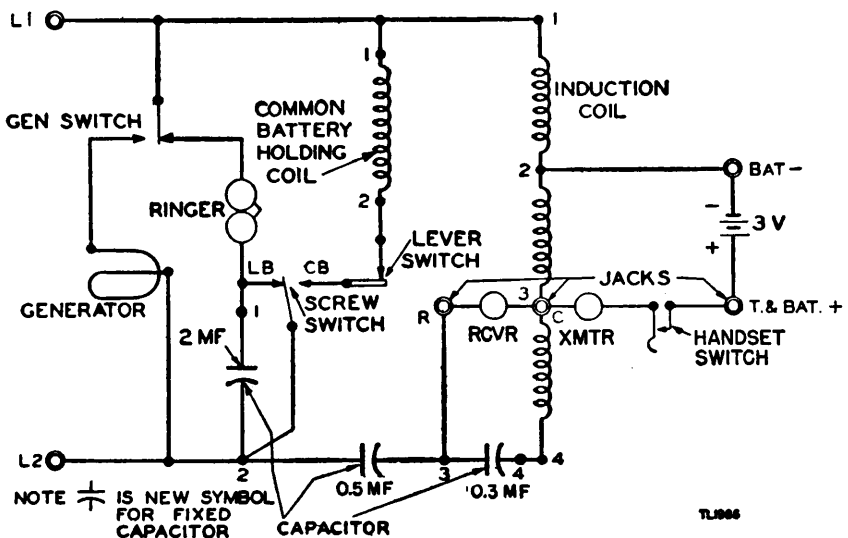 L1
1
GEN SWITCH
COMMON
BATTERY
HOLDING
COIL
1
2
INDUCTION
COIL
2
BAT-
-
+
3 V
RINGER
LEVER
SWITCH
GENERATOR
LB
CB
SCREW
SWITCH
JACKS
R
RCVR
3
C
XMTR
T.& BAT. +
HANDSET
SWITCH
1
2 MF
L2
2
0.5 MF
3
0.3 MF
4
4
NOTE IS NEW SYMBOL
FOR FIXED
CAPACITOR
CAPACITOR